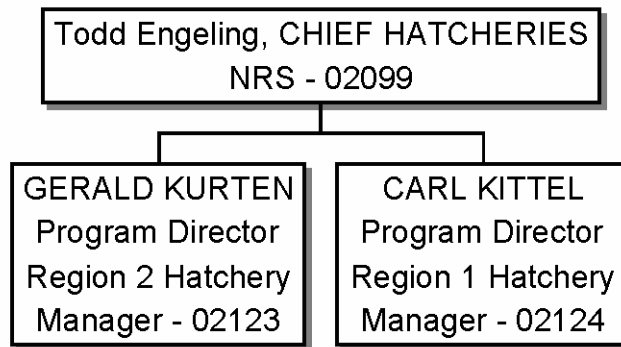 Todd Engeling, CHIEF HATCHERIES
NRS - 02099
GERALD KURTEN
Program Director
Region 2 Hatchery
Manager - 02123
CARL KITTEL
Program Director
Region 1 Hatchery
Manager - 02124